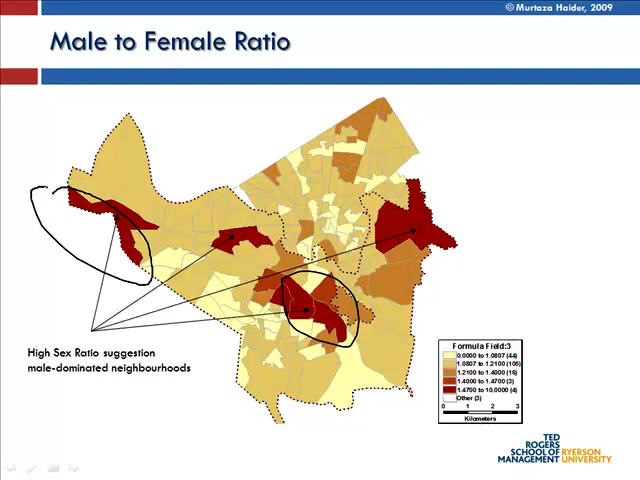 © Murtaza Haider, 2009
Male to Female Ratio
High Sex Ratio suggestion
male-dominated neighbourhoods
Formula Field:3
0.0000 to 1.0807 (44)
1.0807 to 1.2100 (105)
1.2100 to 1.4000 (16)
1.4000 to 1.4700 (3)
1.4700 to 10.0000 (4)
Other (3)
0 1 2 3
Kilometers
TED
ROGERS
SCHOOL OF RYERSON
MANAGEMENT UNIVERSITY